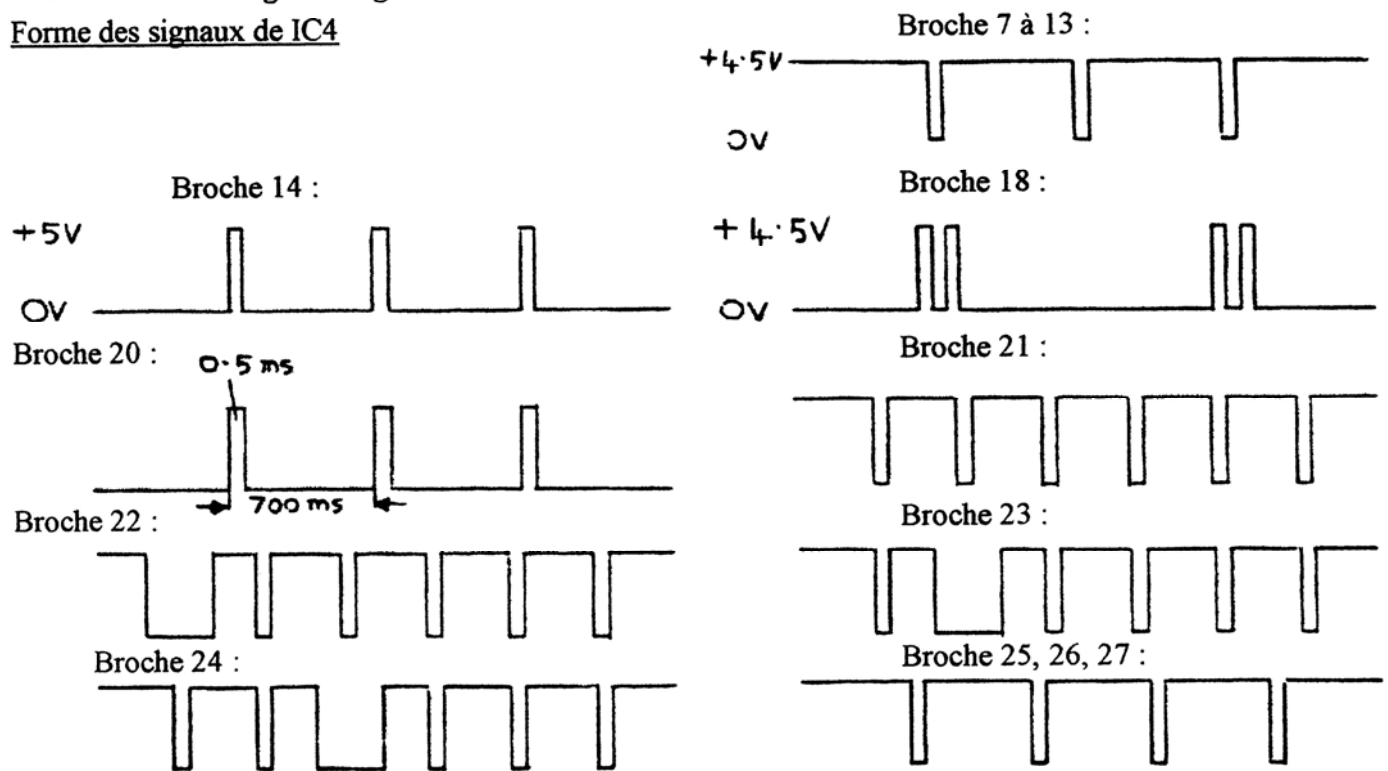 Forme des signaux de IC4
Broche 7 à 13 :
+4.5V
0V
Broche 14 :
+5V
0V
Broche 18 :
+ 4.5V
0V
Broche 20 :
0.5 ms
700 ms
Broche 21 :
Broche 22 :
Broche 23 :
Broche 24 :
Broche 25, 26, 27 :